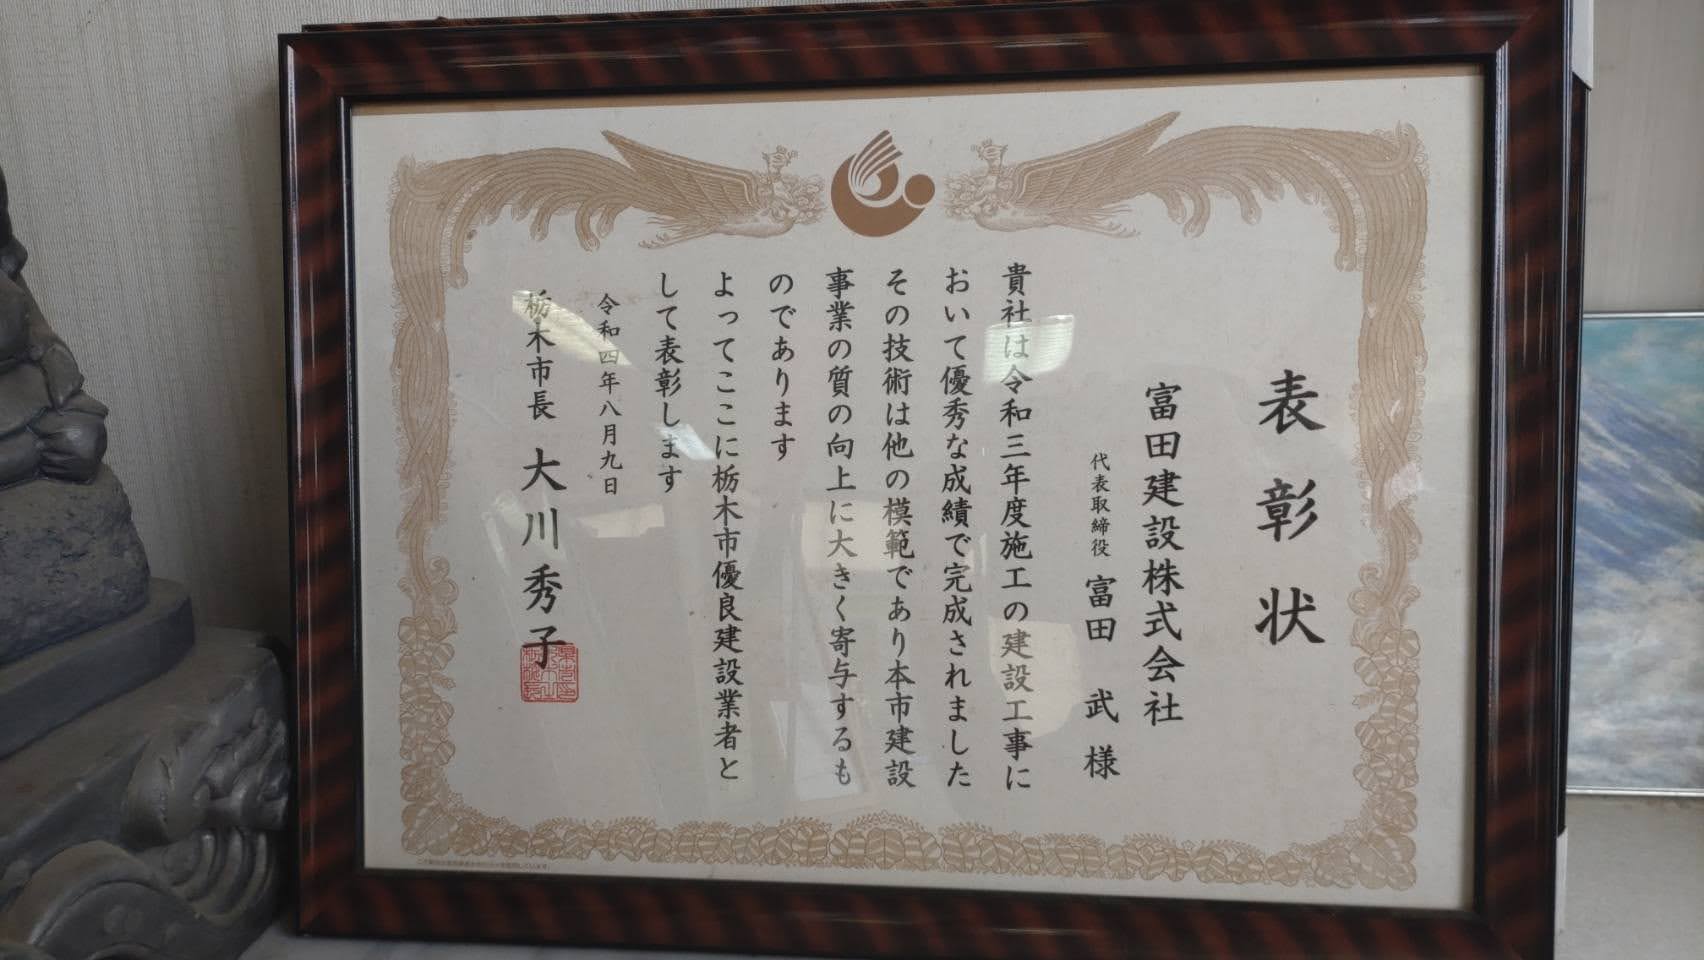 表彰状
富田建設株式会社
代表取締役 富田 武 様
貴社は令和三年度施工の建設工事に
おいて優秀な成績で完成されました
その技術は他の模範であり本市建設
事業の質の向上に大きく寄与するも
のであります
よってここに栃木市優良建設業者と
して表彰します
令和四年八月九日
栃木市長 大川秀子